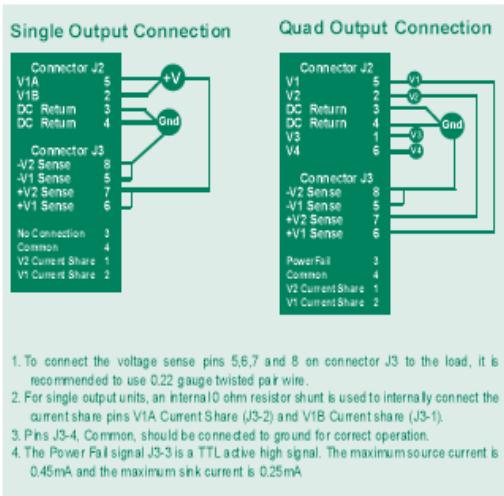 Single Output Connection
Connector J2
V1A 5
V1B 2
DC Return 3
DC Return 4
Connector J3
-V2 Sense 8
-V1 Sense 5
+V2 Sense 7
+V1 Sense 6
No Connection 3
Common 4
V2 Current Share 1
V1 Current Share 2
+V
Gnd
Quad Output Connection
Connector J2
V1 5
V2 2
DC Return 3
DC Return 4
V3 1
V4 6
Connector J3
-V2 Sense 8
-V1 Sense 5
+V2 Sense 7
+V1 Sense 6
PowerFail 3
Common 4
V2 Current Share 1
V1 Current Share 2
V1
V2
Gnd
V3
V4
1. To connect the voltage sense pins 5,6,7 and 8 on connector J3 to the load, it is
recommended to use 0.22 gauge twisted pair wire.
2. For single output units, an internal 0 ohm resistor shunt is used to internally connect the
current share pins V1A Current Share (J3-2) and V1B Current share (J3-1).
3. Pins J3-4, Common, should be connected to ground for correct operation.
4. The Power Fail signal J3-3 is a TTL active high signal. The maximum source current is
0.45mA and the maximum sink current is 0.25mA